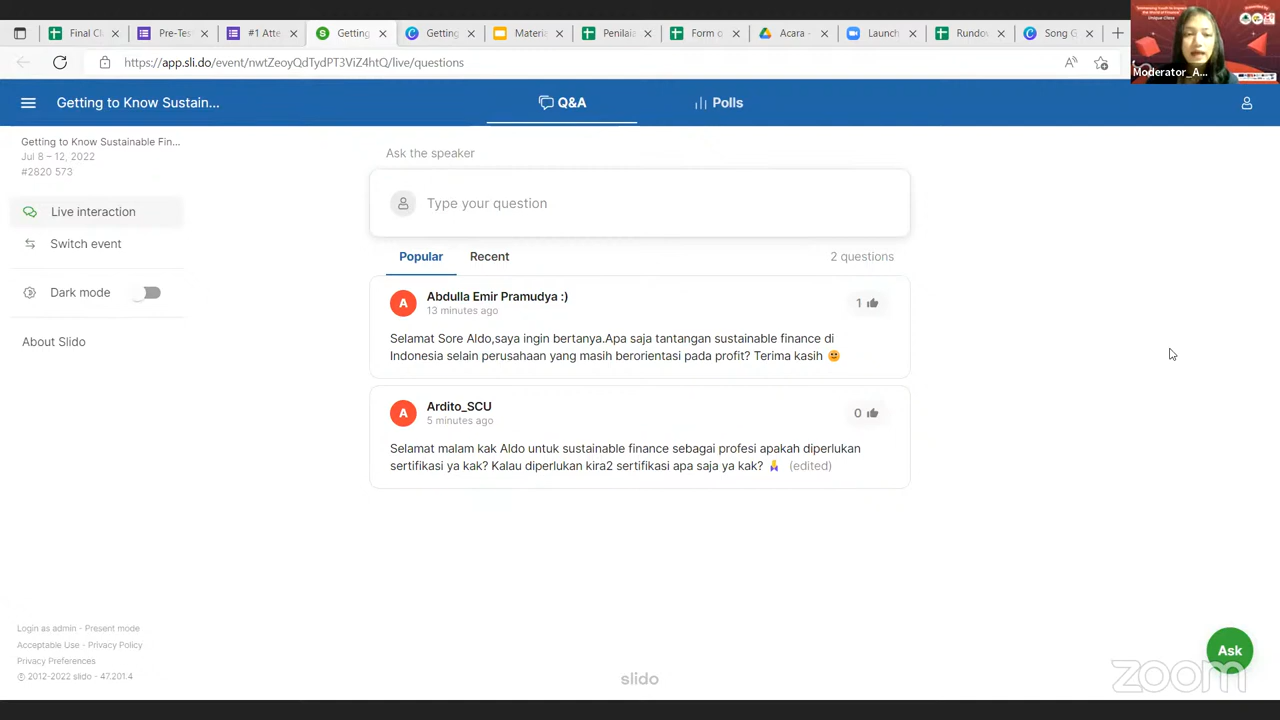 Final Cl
Pre-Tes
#1 Atte
Getting
Getting
Materia
Penilaia
Form o
Acara -
Launch
Rundov
Song G
https://app.sli.do/event/nwtZeoyQdTydPT3ViZ4htQ/live/questions
Moderator_A...
Getting to Know Sustain...
Q&A
Polls
Getting to Know Sustainable Fin...
Jul 8 – 12, 2022
#2820 573
Live interaction
Switch event
Dark mode
About Slido
Ask the speaker
Type your question
Popular
Recent
2 questions
A
Abdulla Emir Pramudya :)
13 minutes ago
1
Selamat Sore Aldo,saya ingin bertanya.Apa saja tantangan sustainable finance di
Indonesia selain perusahaan yang masih berorientasi pada profit? Terima kasih 🙂
A
Ardito_SCU
5 minutes ago
0
Selamat malam kak Aldo untuk sustainable finance sebagai profesi apakah diperlukan
sertifikasi ya kak? Kalau diperlukan kira2 sertifikasi apa saja ya kak? 🙏 (edited)
Login as admin - Present mode
Acceptable Use - Privacy Policy
Privacy Preferences
© 2012-2022 slido - 47.201.4
slido
Ask
zoom